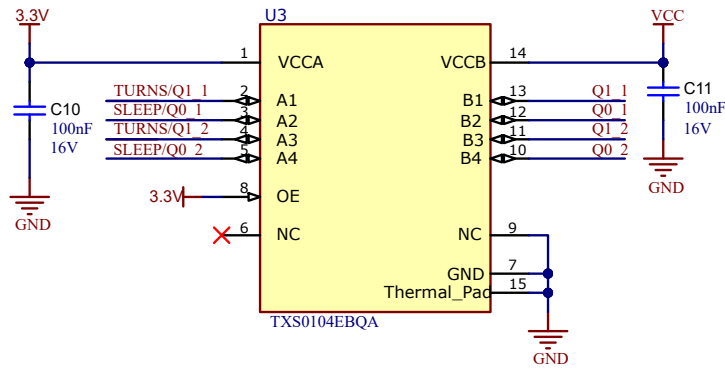 3.3V
U3
VCC
1
VCCA
VCCB
14
C10
100nF
16V
C11
100nF
16V
TURNS/Q1_1
2
A1
B1
13
Q1_1
SLEEP/Q0_1
3
A2
B2
12
Q0_1
TURNS/Q1_2
4
A3
B3
11
Q1_2
SLEEP/Q0_2
5
A4
B4
10
Q0_2
3.3V
8
OE
6
NC
NC
9
GND
7
Thermal_Pad
15
GND
GND
TXS0104EBQA
GND